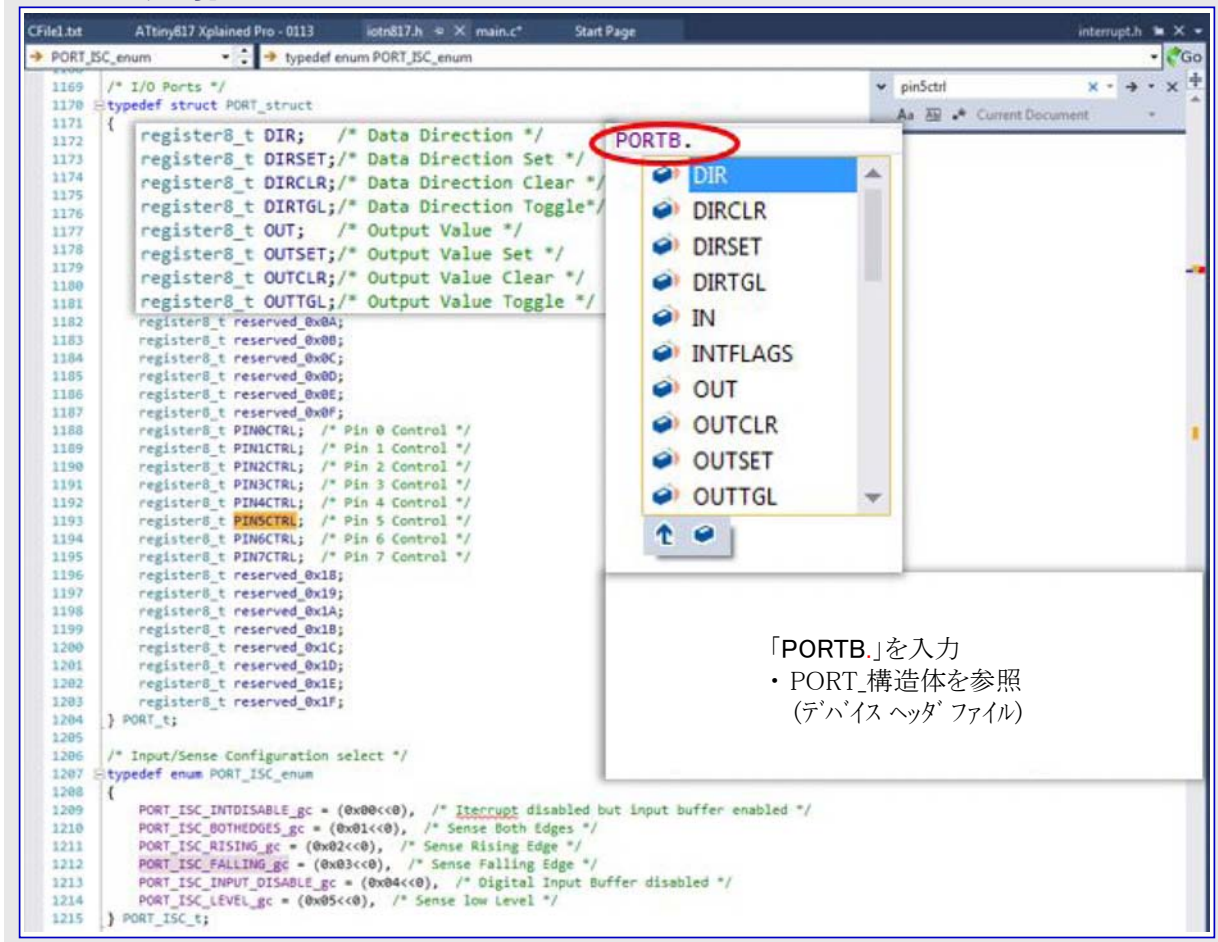 CFile1.txt ATtiny817 Xplained Pro - 0113 iotn817.h main.c* Start Page interrupt.h
PORT_ISC_enum typedef enum PORT_ISC_enum Go
1169 /* I/O Ports */
1170 typedef struct PORT_struct
1171 {
1172
1173
1174
1175
1176
1177
1178
1179
1180
1181
register8_t DIR; /* Data Direction */
register8_t DIRSET;/* Data Direction Set */
register8_t DIRCLR;/* Data Direction Clear */
register8_t DIRTGL;/* Data Direction Toggle*/
register8_t OUT; /* Output Value */
register8_t OUTSET;/* Output Value Set */
register8_t OUTCLR;/* Output Value Clear */
register8_t OUTTGL;/* Output Value Toggle */
1182 register8_t reserved_0x0A;
1183 register8_t reserved_0x0B;
1184 register8_t reserved_0x0C;
1185 register8_t reserved_0x0D;
1186 register8_t reserved_0x0E;
1187 register8_t reserved_0x0F;
1188 register8_t PIN0CTRL; /* Pin 0 Control */
1189 register8_t PIN1CTRL; /* Pin 1 Control */
1190 register8_t PIN2CTRL; /* Pin 2 Control */
1191 register8_t PIN3CTRL; /* Pin 3 Control */
1192 register8_t PIN4CTRL; /* Pin 4 Control */
1193 register8_t PIN5CTRL; /* Pin 5 Control */
1194 register8_t PIN6CTRL; /* Pin 6 Control */
1195 register8_t PIN7CTRL; /* Pin 7 Control */
1196 register8_t reserved_0x18;
1197 register8_t reserved_0x19;
1198 register8_t reserved_0x1A;
1199 register8_t reserved_0x1B;
1200 register8_t reserved_0x1C;
1201 register8_t reserved_0x1D;
1202 register8_t reserved_0x1E;
1203 register8_t reserved_0x1F;
1204 } PORT_t;
1205
1206 /* Input/Sense Configuration select */
1207 typedef enum PORT_ISC_enum
1208 {
1209 PORT_ISC_INTDISABLE_gc = (0x00<<0), /* Iterrupt disabled but input buffer enabled */
1210 PORT_ISC_BOTHEDGES_gc = (0x01<<0), /* Sense Both Edges */
1211 PORT_ISC_RISING_gc = (0x02<<0), /* Sense Rising Edge */
1212 PORT_ISC_FALLING_gc = (0x03<<0), /* Sense Falling Edge */
1213 PORT_ISC_INPUT_DISABLE_gc = (0x04<<0), /* Digital Input Buffer disabled */
1214 PORT_ISC_LEVEL_gc = (0x05<<0), /* Sense low Level */
1215 } PORT_ISC_t;
pin5ctrl
Aa Current Document
PORTB.
DIR
DIRCLR
DIRSET
DIRTGL
IN
INTFLAGS
OUT
OUTCLR
OUTSET
OUTTGL
「PORTB.」を入力
・PORT_構造体を参照
(デバイス ヘッダ ファイル)